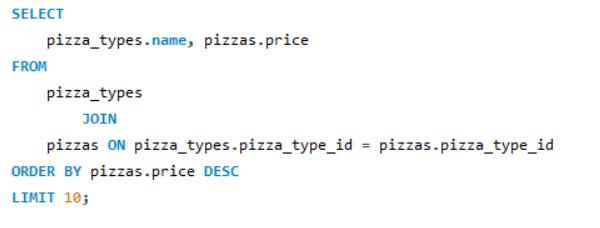 SELECT
pizza_types.name, pizzas.price
FROM
pizza_types
JOIN
pizzas ON pizza_types.pizza_type_id = pizzas.pizza_type_id
ORDER BY pizzas.price DESC
LIMIT 10;